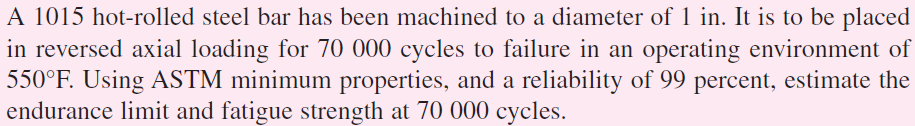 A 1015 hot-rolled steel bar has been machined to a diameter of 1 in. It is to be placed
in reversed axial loading for 70 000 cycles to failure in an operating environment of
550°F. Using ASTM minimum properties, and a reliability of 99 percent, estimate the
endurance limit and fatigue strength at 70 000 cycles.